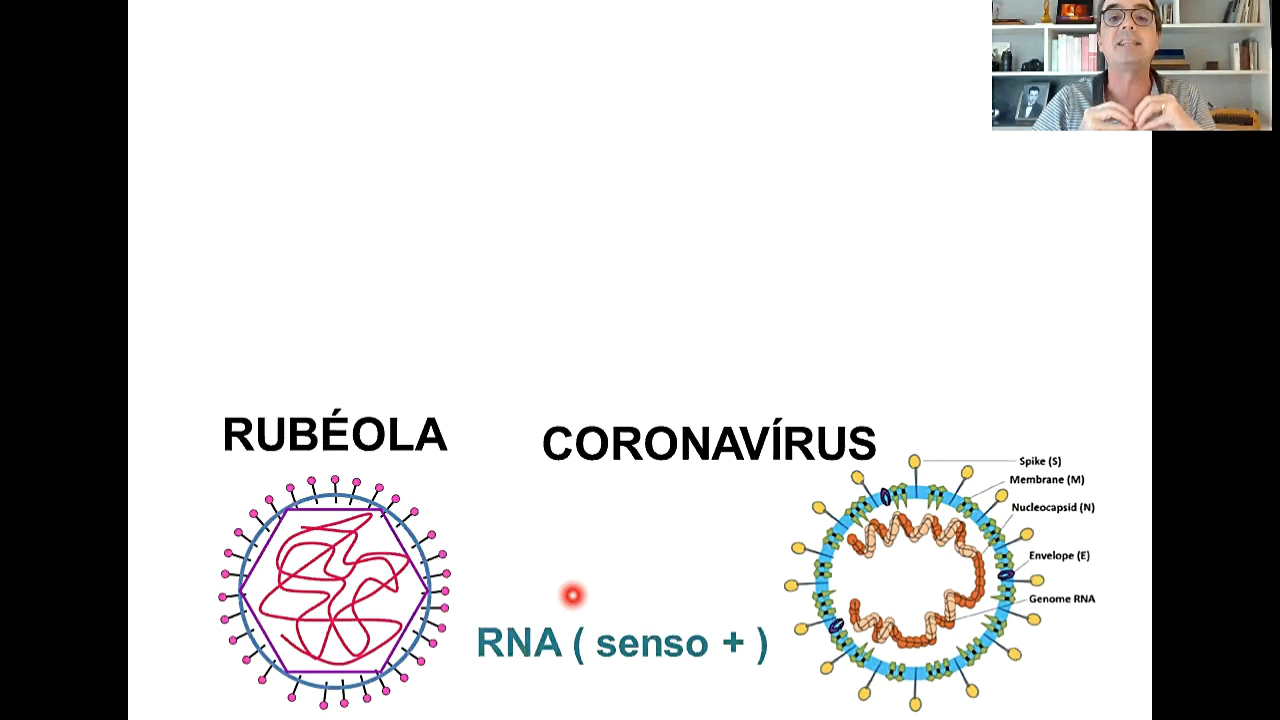 RUBÉOLA
CORONAVÍRUS
Spike (S)
Membrane (M)
Nucleocapsid (N)
Envelope (E)
Genome RNA
RNA ( senso + )